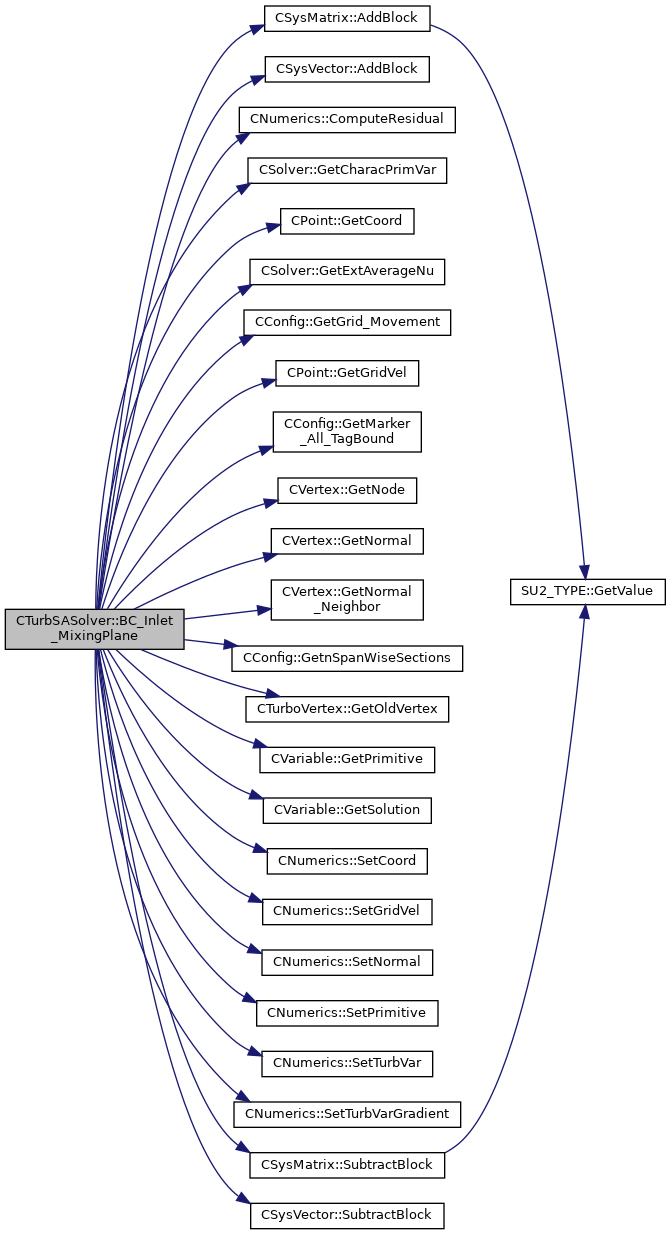 CSysMatrix::AddBlock
CSysVector::AddBlock
CNumerics::ComputeResidual
CSolver::GetCharacPrimVar
CPoint::GetCoord
CSolver::GetExtAverageNu
CConfig::GetGrid_Movement
CPoint::GetGridVel
CConfig::GetMarker
_All_TagBound
CVertex::GetNode
CVertex::GetNormal
CVertex::GetNormal
_Neighbor
SU2_TYPE::GetValue
CTurbSASolver::BC_Inlet
_MixingPlane
CConfig::GetnSpanWiseSections
CTurboVertex::GetOldVertex
CVariable::GetPrimitive
CVariable::GetSolution
CNumerics::SetCoord
CNumerics::SetGridVel
CNumerics::SetNormal
CNumerics::SetPrimitive
CNumerics::SetTurbVar
CNumerics::SetTurbVarGradient
CSysMatrix::SubtractBlock
CSysVector::SubtractBlock